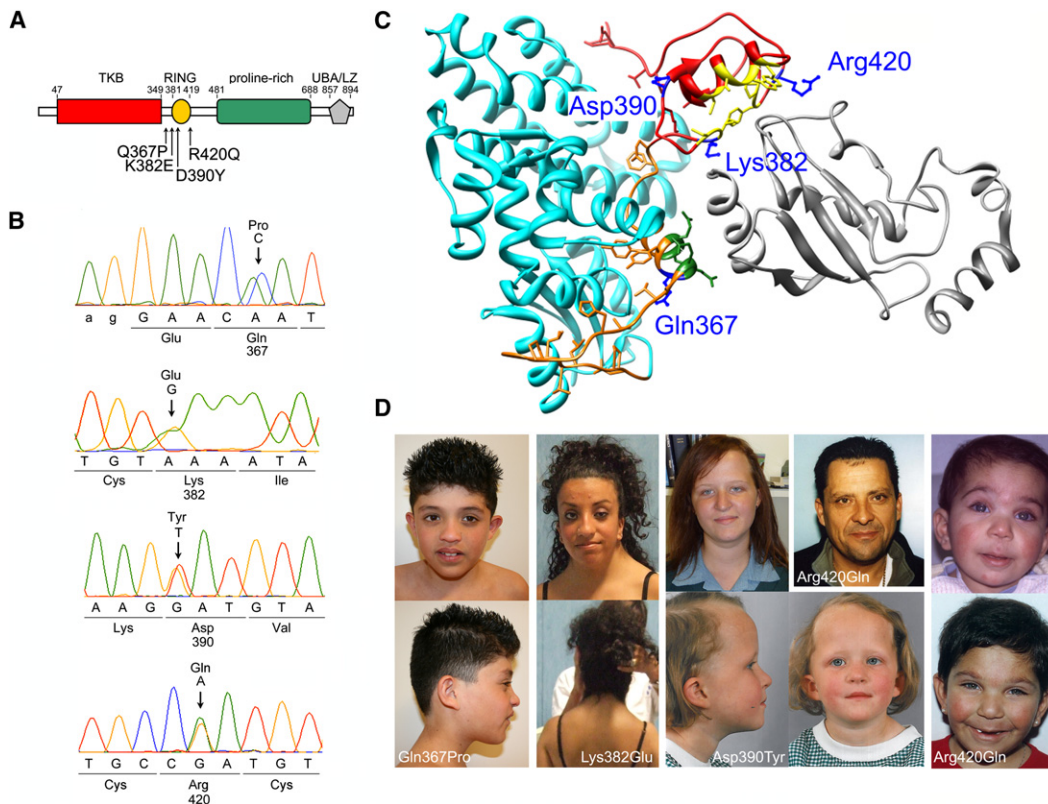 A
TKB RING proline-rich UBA/LZ
47 349 381 419 481 688 857 894
Q367P
K382E
D390Y
R420Q
B
Pro
C
a g G A A C A A T
Glu Gln
367
Glu
G
T G T A A A A T A
Cys Lys Ile
382
Tyr
T
A A G G A T G T A
Lys Asp Val
390
Gln
A
T G C C G A T G T
Cys Arg Cys
420
C
Arg420
Asp390
Lys382
Gln367
D
Arg420Gln
Gln367Pro
Lys382Glu
Asp390Tyr
Arg420Gln